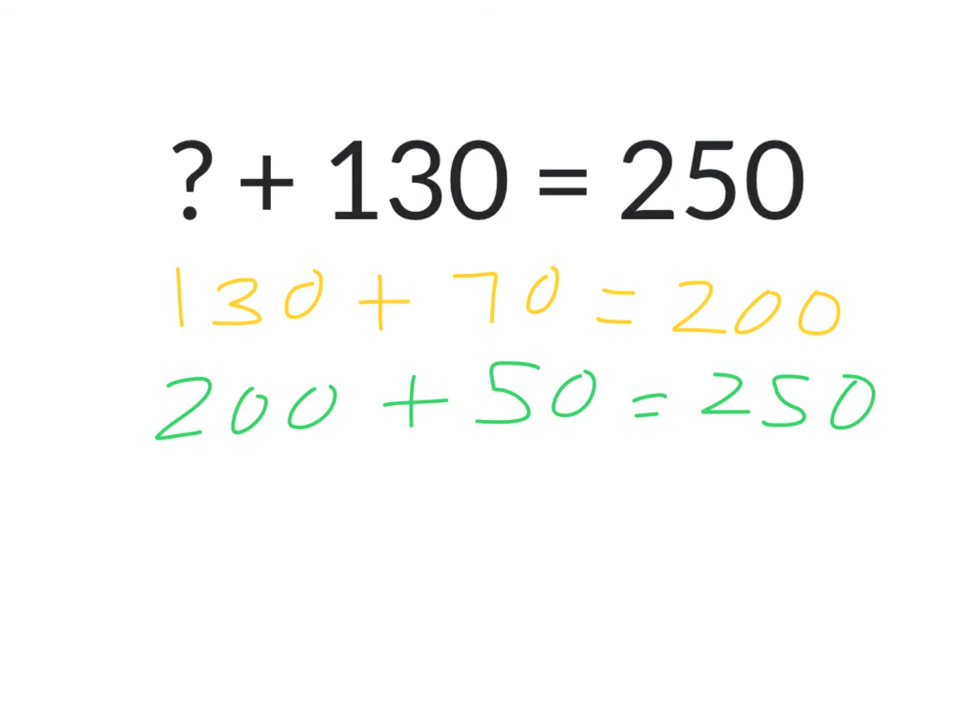 ? + 130 = 250
130 + 70 = 200
200 + 50 = 250